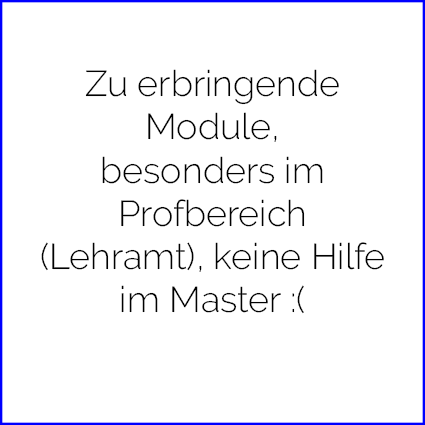 Zu erbringende
Module,
besonders im
Profbereich
(Lehramt), keine Hilfe
im Master :(